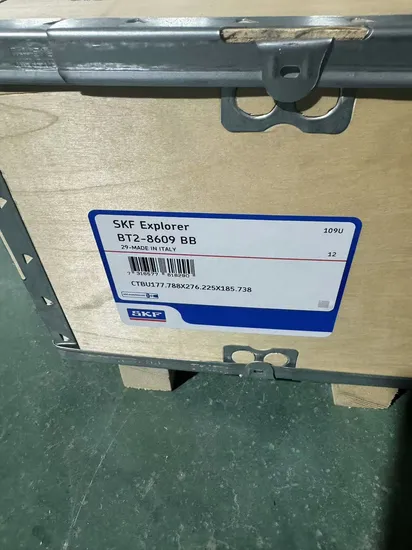 SKF Explorer
109U
BT2-8609 BB
29-MADE IN ITALY
12
CTBU177.788X276.225X185.738
SKF